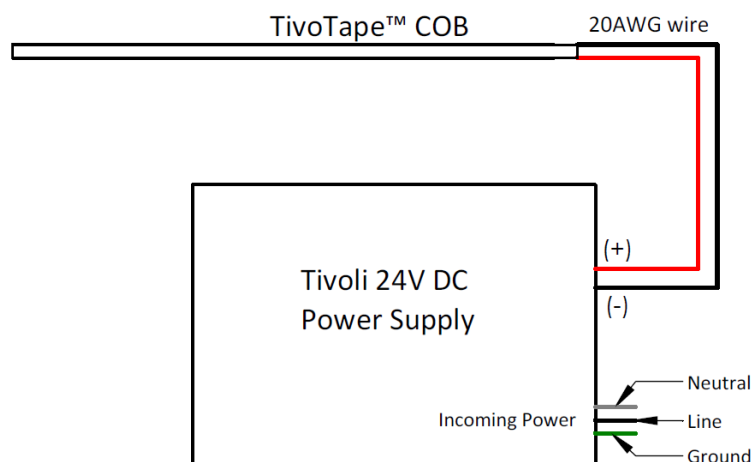 TivoTape™ COB
20AWG wire
(+)
Tivoli 24V DC
Power Supply
(-)
Neutral
Incoming Power
Line
Ground